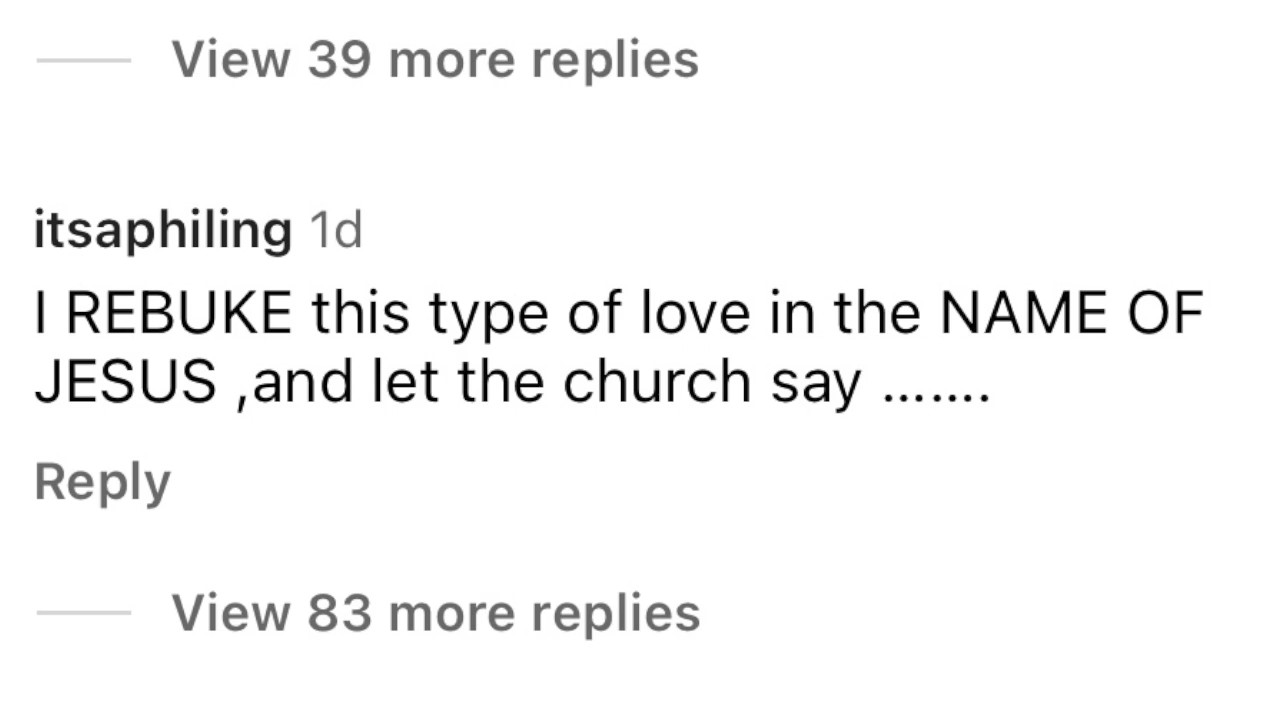 View 39 more replies
itsaphiling 1d
I REBUKE this type of love in the NAME OF
JESUS ,and let the church say .......
Reply
View 83 more replies